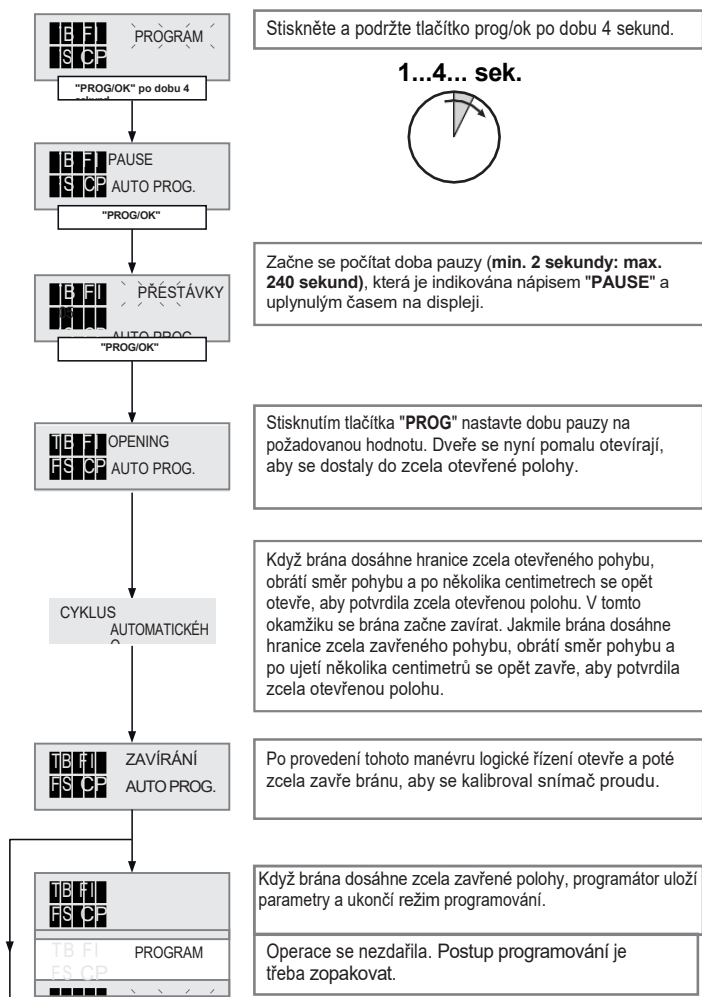 TB FI PROGRAM
FS CP
"PROG/OK" po dobu 4
Stiskněte a podržte tlačítko prog/ok po dobu 4 sekund.
1...4... sek.
TB FI PAUSE
FS CP AUTO PROG.
"PROG/OK"
TB FI PŘESTÁVKY
AUTO PROG.
"PROG/OK"
Začne se počítat doba pauzy (min. 2 sekundy: max.
240 sekund), která je indikována nápisem "PAUSE" a
uplynulým časem na displeji.
TB FI OPENING
FS CP AUTO PROG.
Stisknutím tlačítka "PROG" nastavte dobu pauzy na
požadovanou hodnotu. Dveře se nyní pomalu otevírají,
aby se dostaly do zcela otevřené polohy.
CYKLUS
AUTOMATICKÉH
Když brána dosáhne hranice zcela otevřeného pohybu,
obrátí směr pohybu a po několika centimetrech se opět
otevře, aby potvrdila zcela otevřenou polohu. V tomto
okamžiku se brána začne zavírat. Jakmile brána dosáhne
hranice zcela zavřeného pohybu, obrátí směr pohybu a
po ujetí několika centimetrů se opět zavře, aby potvrdila
zcela otevřenou polohu.
TB FI ZAVÍRÁNÍ
FS CP AUTO PROG.
Po provedení tohoto manévru logické řízení otevře a poté
zcela zavře bránu, aby se kalibroval snímač proudu.
TB FI
FS CP
Když brána dosáhne zcela zavřené polohy, programátor uloží
parametry a ukončí režim programování.
TB FI PROGRAM
FS CP
Operace se nezdařila. Postup programování je
třeba zopakovat.